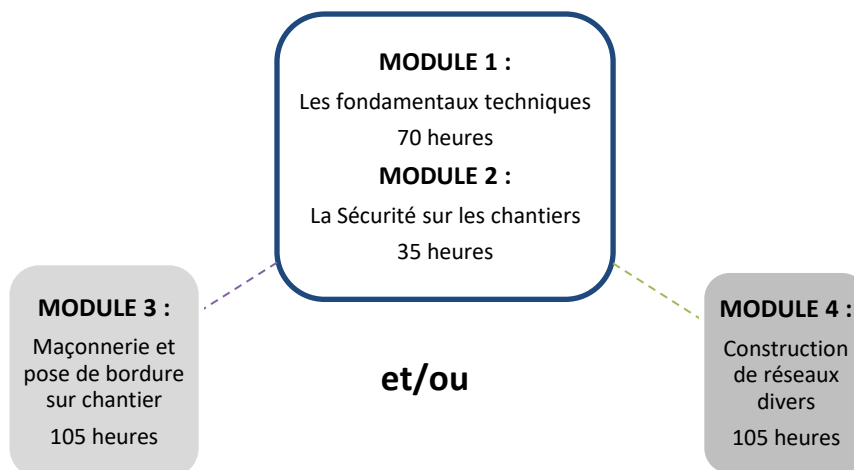 MODULE 1 :
Les fondamentaux techniques
70 heures
MODULE 2 :
La Sécurité sur les chantiers
35 heures
MODULE 3 :
Maçonnerie et
pose de bordure
sur chantier
105 heures
et/ou
MODULE 4 :
Construction
de réseaux
divers
105 heures